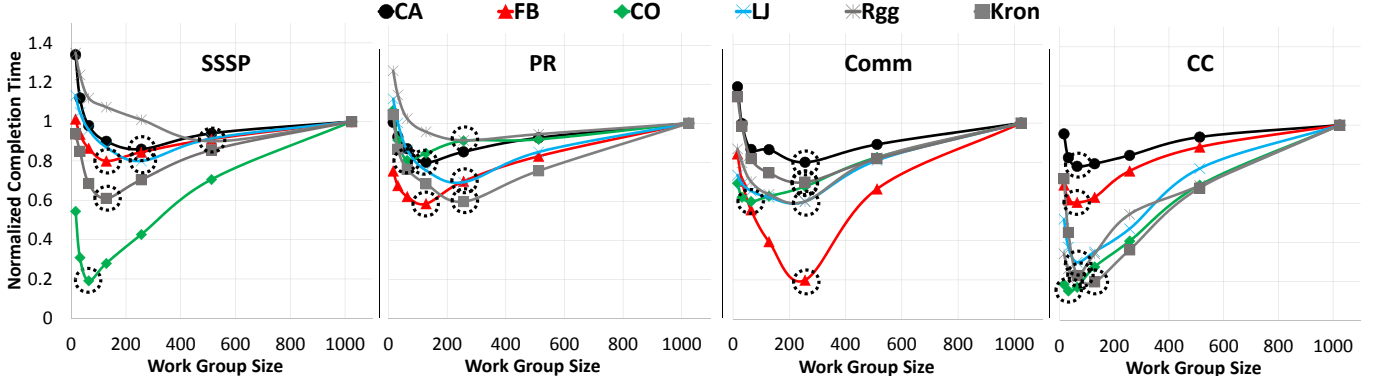 CA FB CO LJ Rgg Kron
SSSP PR Comm CC
Normalized Completion Time
1.4
1.2
1
0.8
0.6
0.4
0.2
0
0 200 400 600 800 1000 0 200 400 600 800 1000 0 200 400 600 800 1000 0 200 400 600 800 1000
Work Group Size Work Group Size Work Group Size Work Group Size